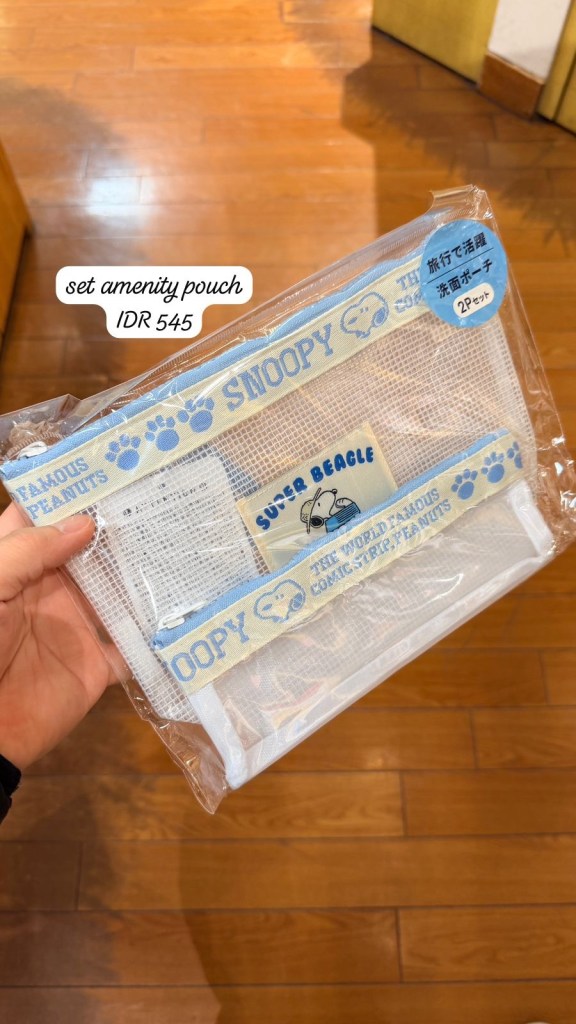 set amenity pouch
IDR 545
旅行で活躍
洗面ポーチ
2Pセット
THE
CO
SNOOPY
FAMOUS
PEANUTS
SUPER BEAGLE
THE WORLD FAMOUS
COMIC STRIP, PEANUTS
OOPY